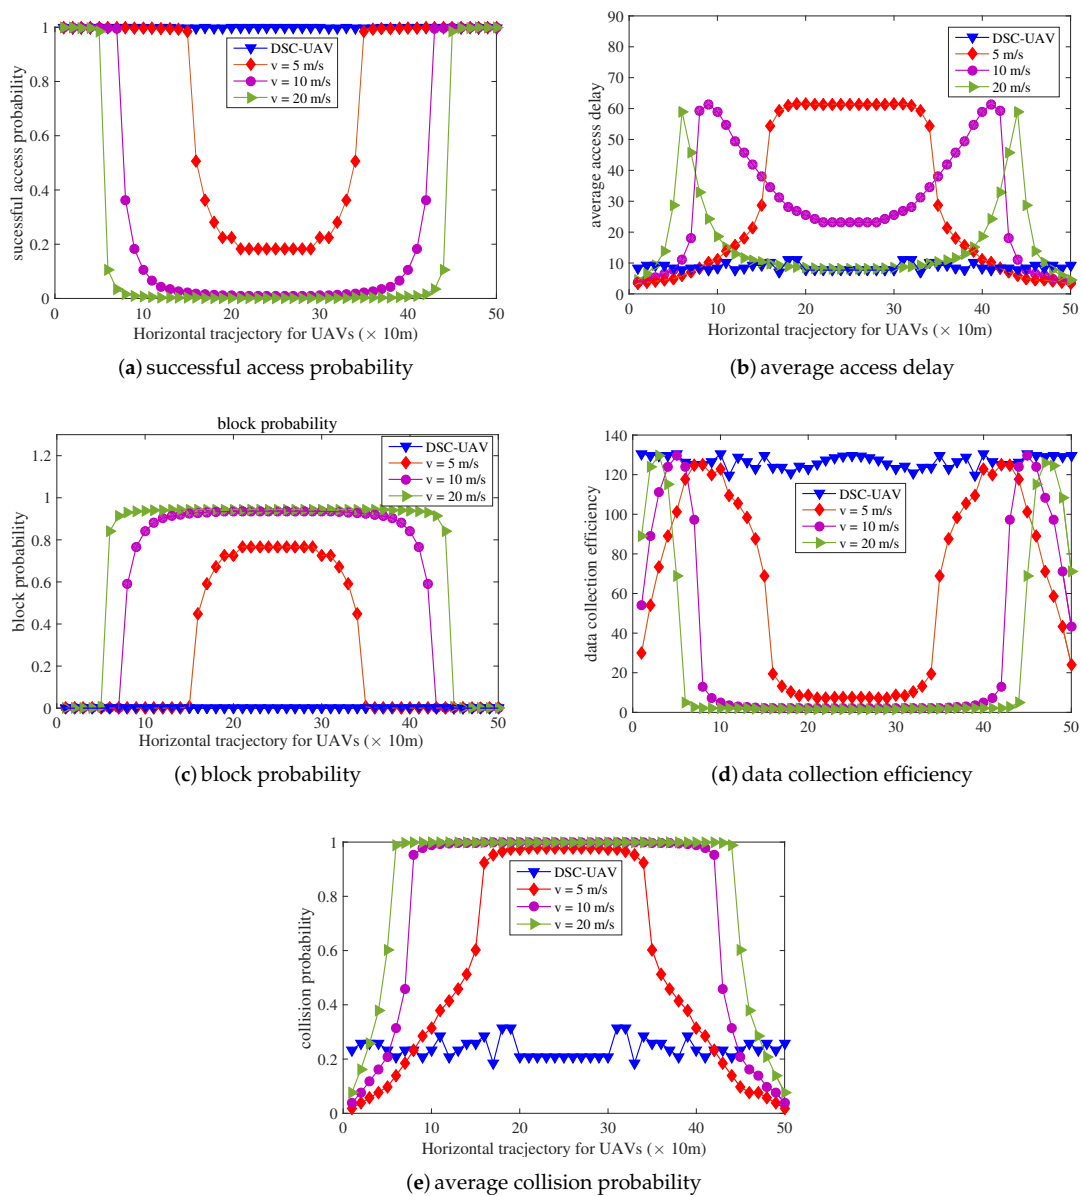 1
0.8
0.6
0.4
0.2
0
sucessful access probability
DSC-UAV
v = 5 m/s
v = 10 m/s
v = 20 m/s
0 10 20 30 40 50
Horizontal tracjectory for UAVs (× 10m)
(a) successful access probability
90
80
70
60
50
40
30
20
10
0
average access delay
DSC-UAV
5 m/s
10 m/s
20 m/s
0 10 20 30 40 50
Horizontal tracjectory for UAVs (× 10m)
(b) average access delay
block probability
1.2
1
0.8
0.6
0.4
0.2
0
block probability
DSC-UAV
v = 5 m/s
v = 10 m/s
v = 20 m/s
0 10 20 30 40 50
Horizontal tracjectory for UAVs (× 10m)
(c) block probability
140
120
100
80
60
40
20
0
data collection efficiency
DSC-UAV
v = 5 m/s
v = 10 m/s
v = 20 m/s
0 10 20 30 40 50
Horizontal tracjectory for UAVs (× 10m)
(d) data collection efficiency
1
0.8
0.6
0.4
0.2
0
collision probability
DSC-UAV
v = 5 m/s
v = 10 m/s
v = 20 m/s
0 10 20 30 40 50
Horizontal tracjectory for UAVs (× 10m)
(e) average collision probability